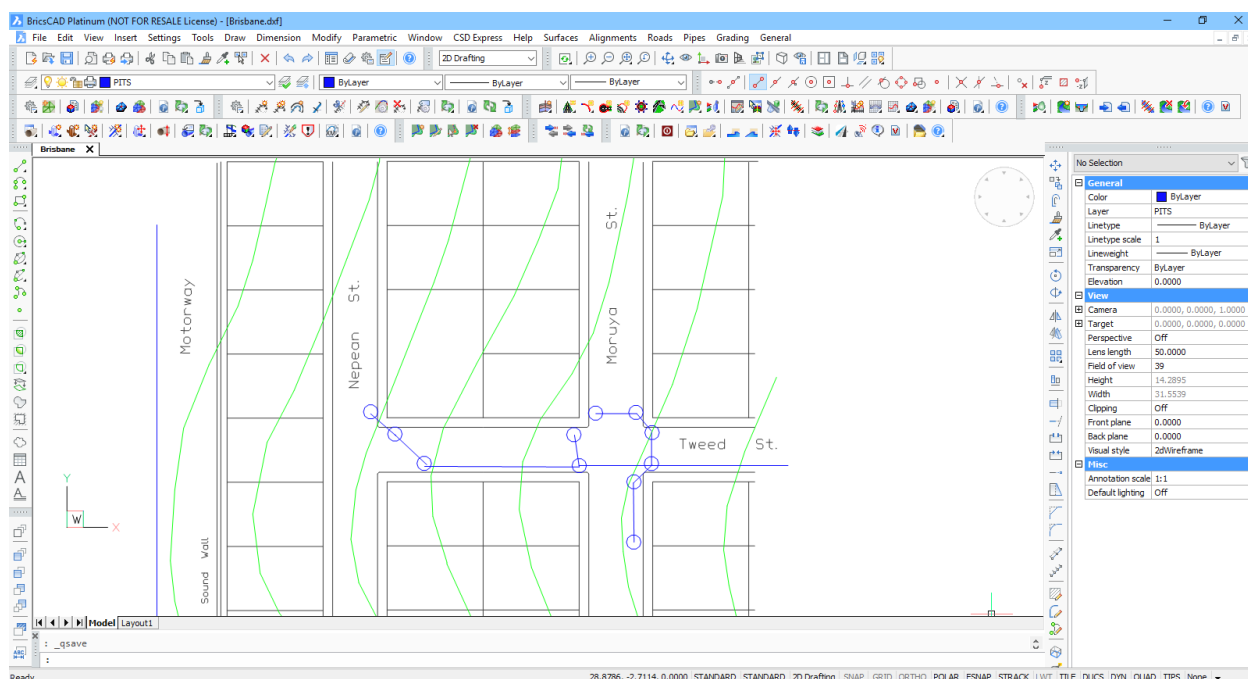 BricsCAD Platinum (NOT FOR RESALE License) - [Brisbane.dxf]
File Edit View Insert Settings Tools Draw Dimension Modify Parametric Window CSD Express Help Surfaces Alignments Roads Pipes Grading General
2D Drafting
PITS ByLayer ByLayer ByLayer
Brisbane X
No Selection
General
Color ByLayer
Layer PITS
Linetype ByLayer
Linetype scale 1
Lineweight ByLayer
Transparency ByLayer
Elevation 0.0000
View
Camera 0.0000, 0.0000, 1.0000
Target 0.0000, 0.0000, 0.0000
Perspective Off
Lens length 50.0000
Field of view 39
Height 14.2895
Width 31.5539
Clipping Off
Front plane 0.0000
Back plane 0.0000
Visual style 2dWireframe
Misc
Annotation scale 1:1
Default lighting Off
Motorway
Nepean St.
Moruya St.
Tweed St.
Sound Wall
Y
W
X
Model Layout1
: _qsave
:
Ready
28.8786, -2.7114, 0.0000 STANDARD STANDARD 2D Drafting SNAP GRID ORTHO POLAR ESNAP STRACK LWT TILE DUCS DYN QUAD TIPS None